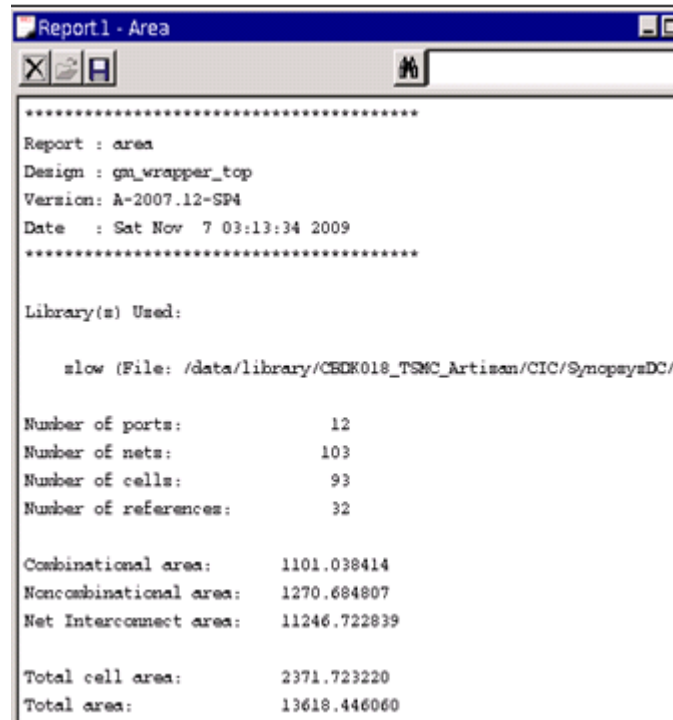 Report.1 - Area
****************************************
Report : area
Design : gm_wrapper_top
Version: A-2007.12-SP4
Date : Sat Nov 7 03:13:34 2009
****************************************
Library(s) Used:
slow (File: /data/library/CBDK018_TSMC_Artisan/CIC/SynopsysDC/
Number of ports: 12
Number of nets: 103
Number of cells: 93
Number of references: 32
Combinational area: 1101.038414
Noncombinational area: 1270.684807
Net Interconnect area: 11246.722839
Total cell area: 2371.723220
Total area: 13618.446060